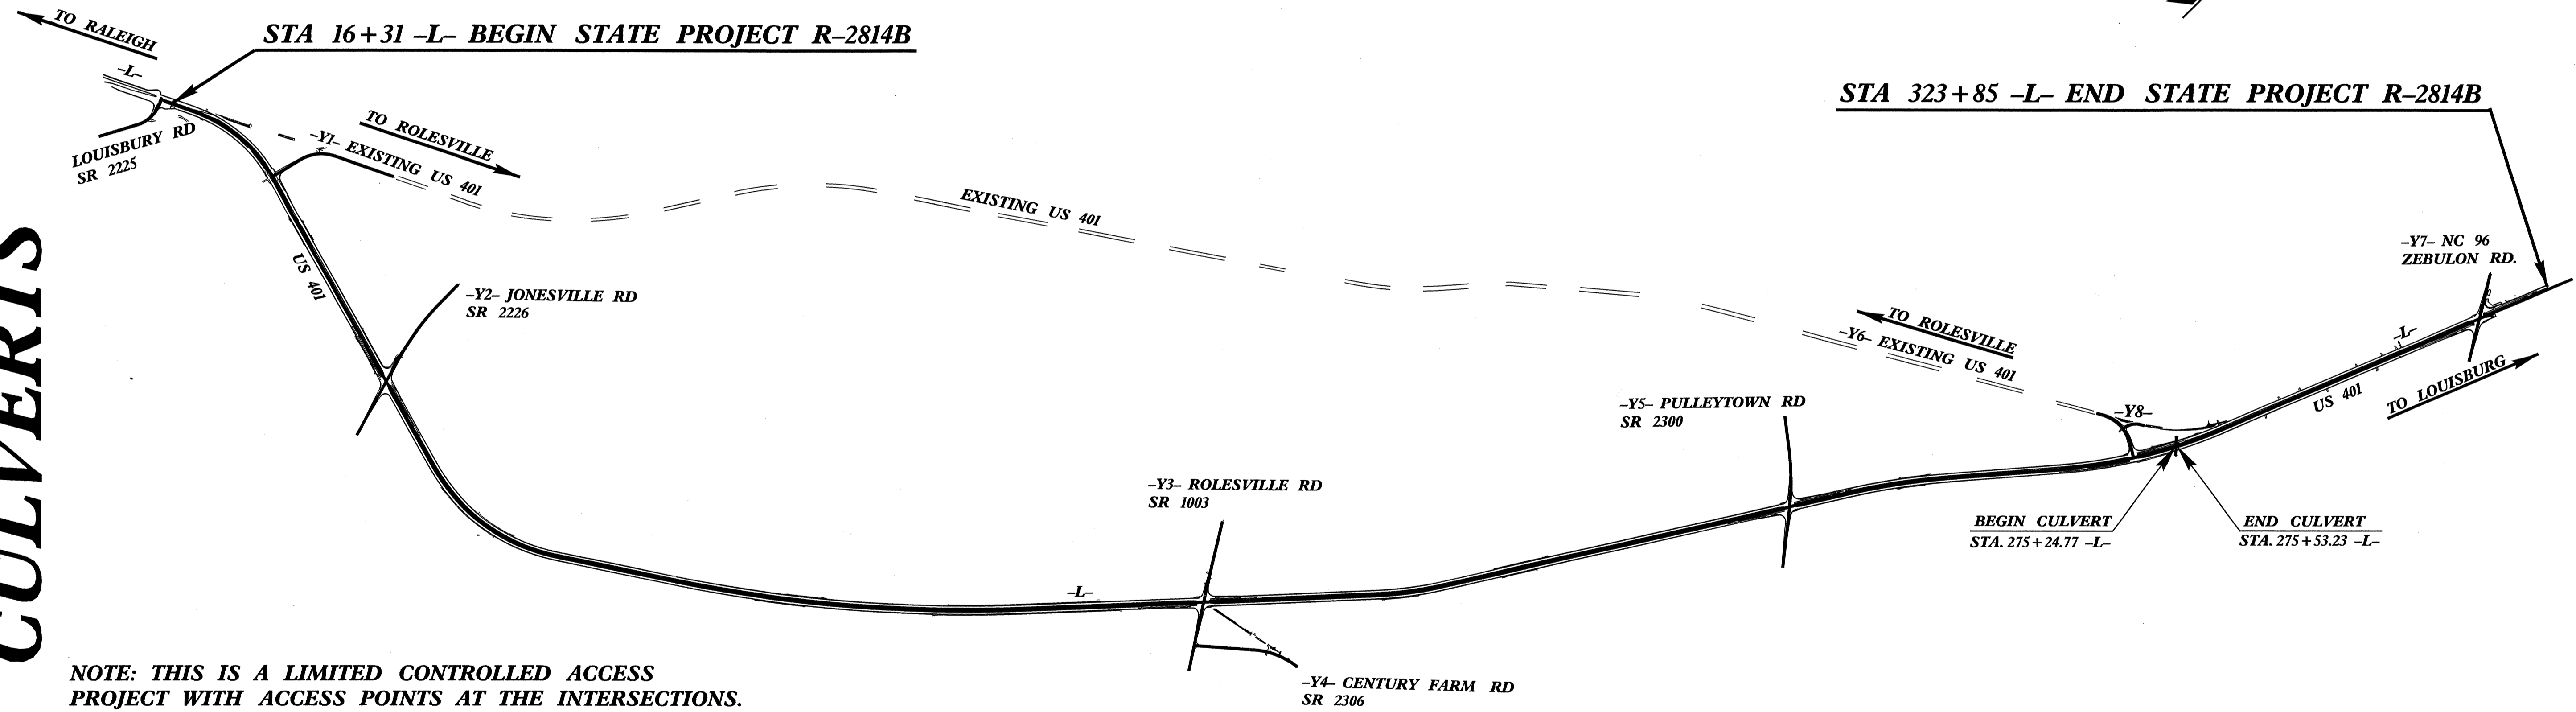 TO RALEIGH
STA 16+31 –L– BEGIN STATE PROJECT R–2814B
–L–
LOUISBURY RD
SR 2225
TO ROLESVILLE
–Y1– EXISTING US 401
EXISTING US 401
STA 323+85 –L– END STATE PROJECT R–2814B
US 401
–Y2– JONESVILLE RD
SR 2226
–Y7– NC 96
ZEBULON RD.
TO ROLESVILLE
–Y6– EXISTING US 401
–L–
US 401
TO LOUISBURG
–Y8–
–Y5– PULLEYTOWN RD
SR 2300
–Y3– ROLESVILLE RD
SR 1003
BEGIN CULVERT
STA. 275+24.77 –L–
END CULVERT
STA. 275+53.23 –L–
–L–
–Y4– CENTURY FARM RD
SR 2306
CULVERTS
NOTE: THIS IS A LIMITED CONTROLLED ACCESS
PROJECT WITH ACCESS POINTS AT THE INTERSECTIONS.